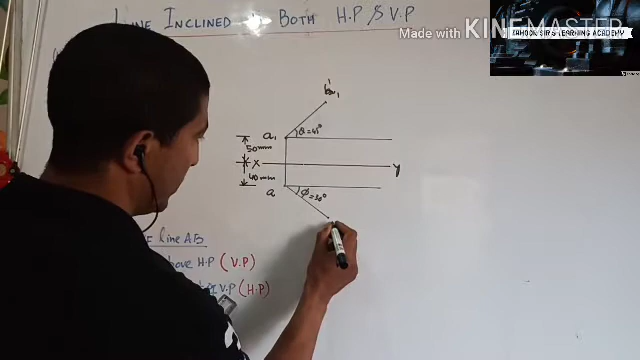 LINE INCLINED BOTH H.P & V.P
Made with KINEMASTER
b'1
a1 θ=45°
50mm
X Y
40mm
a φ=30°
line AB
above H.P (V.P)
V.P (H.P)